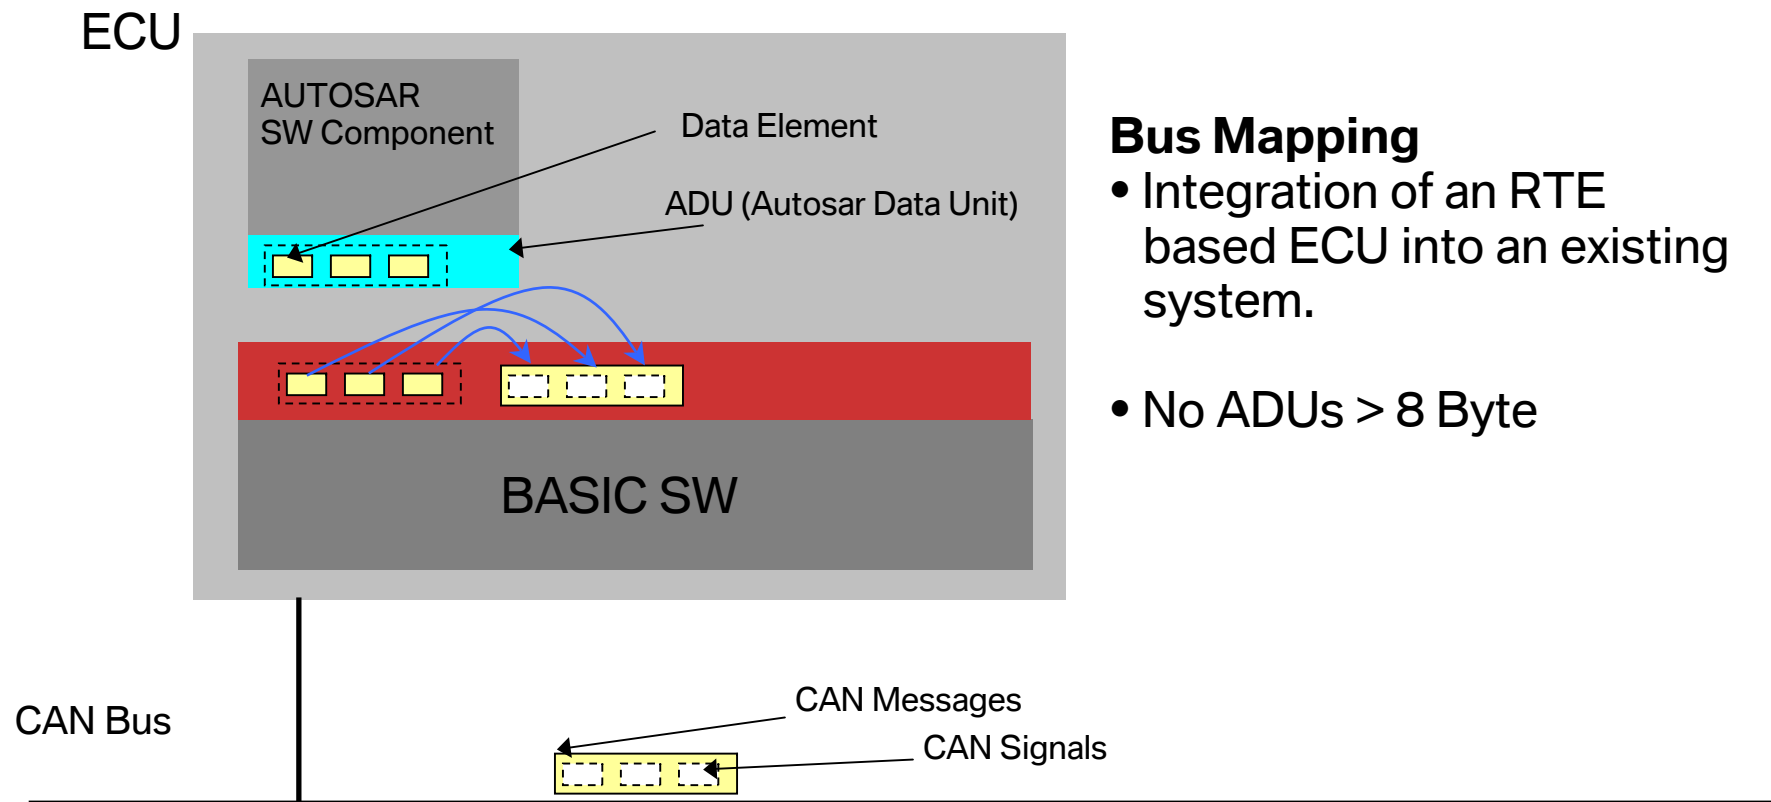 ECU
AUTOSAR
SW Component
Data Element
ADU (Autosar Data Unit)
BASIC SW
Bus Mapping
• Integration of an RTE
based ECU into an existing
system.
• No ADUs > 8 Byte
CAN Bus
CAN Messages
CAN Signals